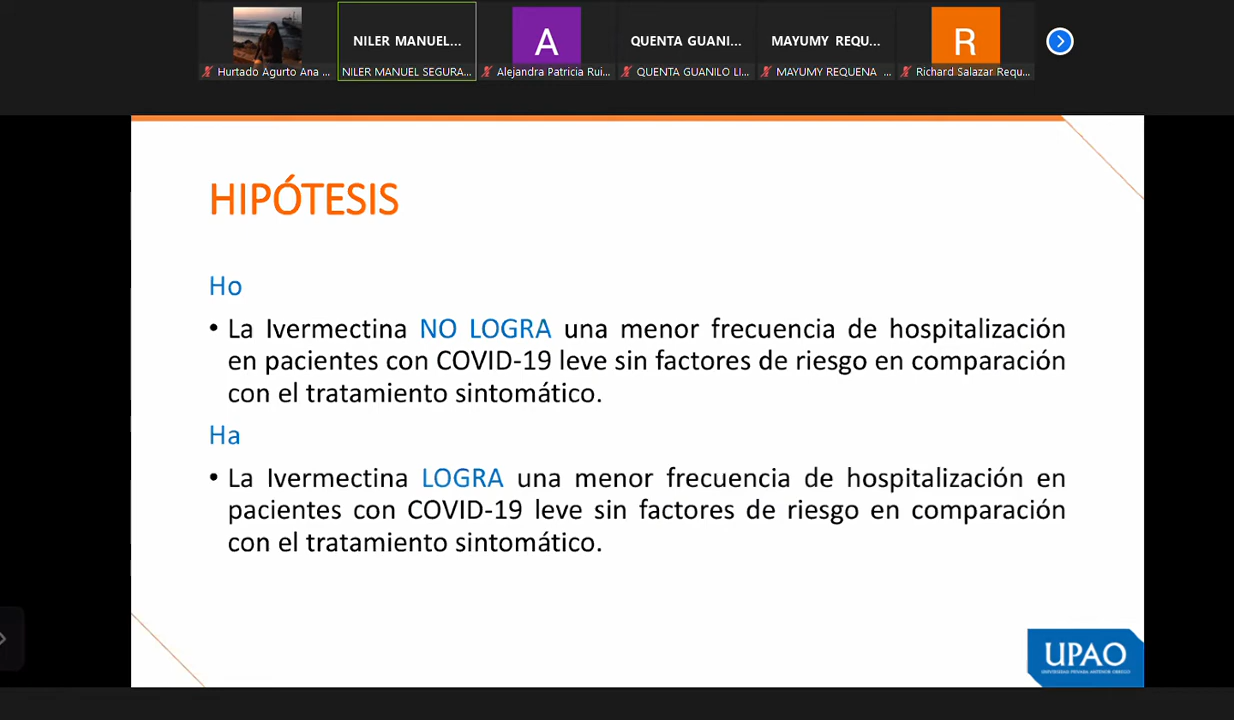 NILER MANUEL...
A
QUENTA GUANI...
MAYUMY REQU...
R
Hurtado Agurto Ana ...
NILER MANUEL SEGURA...
Alejandra Patricia Rui...
QUENTA GUANILO LI...
MAYUMY REQUENA ...
Richard Salazar Requ...
HIPÓTESIS
Ho
• La Ivermectina NO LOGRA una menor frecuencia de hospitalización
en pacientes con COVID-19 leve sin factores de riesgo en comparación
con el tratamiento sintomático.
Ha
• La Ivermectina LOGRA una menor frecuencia de hospitalización en
pacientes con COVID-19 leve sin factores de riesgo en comparación
con el tratamiento sintomático.
UPAO
UNIVERSIDAD PRIVADA ANTENOR ORREGO